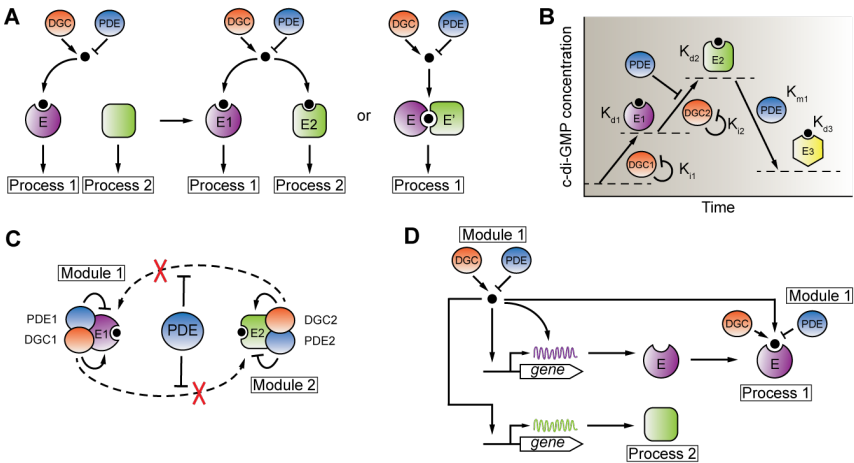 A
DGC
PDE
E
Process 1
Process 2
DGC
PDE
E1
E2
Process 1
Process 2
or
DGC
PDE
E
E'
Process 1
B
c-di-GMP concentration
Time
DGC1
Ki1
Kd1
E1
PDE
DGC2
Ki2
Kd2
E2
PDE
Km1
Kd3
E3
C
Module 1
PDE1
DGC1
E1
PDE
E2
DGC2
PDE2
Module 2
D
Module 1
DGC
PDE
gene
E
Module 1
DGC
PDE
E
Process 1
gene
Process 2